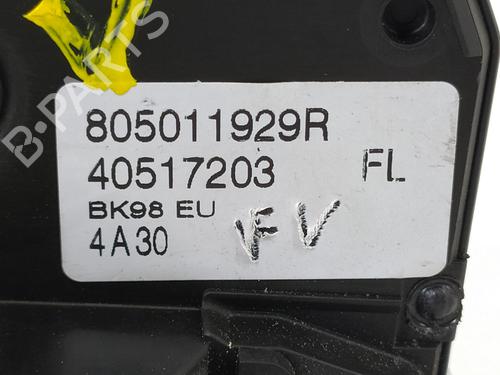 B-PARTS
805011929R
40517203 FL
BK98 EU
4A30 FV